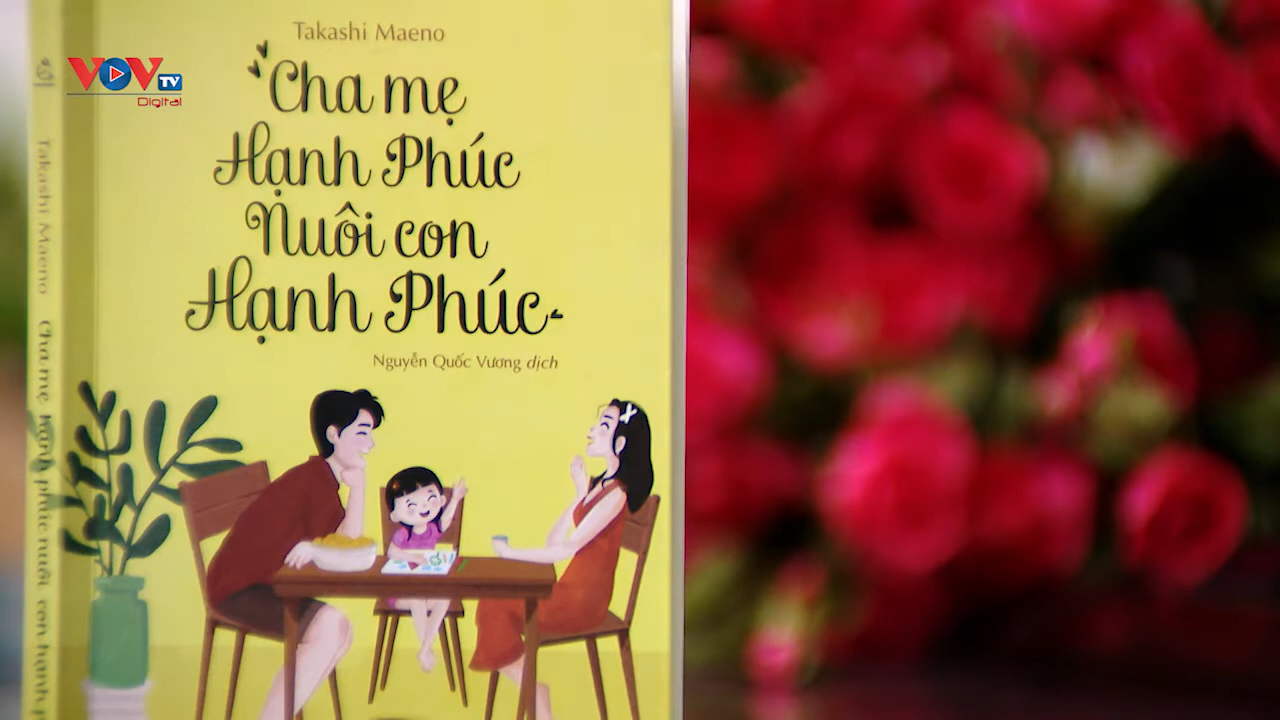 Takashi Maeno
Cha mẹ
Hạnh Phúc
Nuôi con
Hạnh Phúc
Nguyễn Quốc Vương dịch
VOV TV
Digital
Takashi Maeno Cha mẹ hạnh phúc nuôi con hạnh